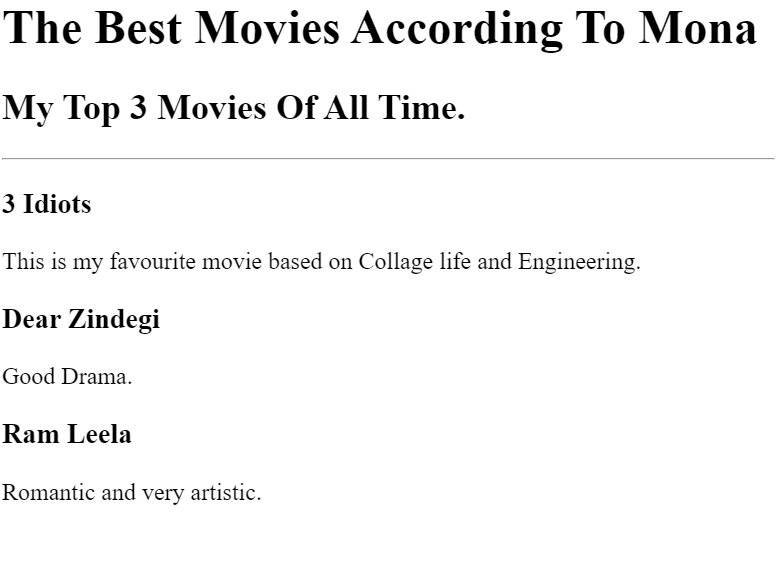 The Best Movies According To Mona
My Top 3 Movies Of All Time.
3 Idiots
This is my favourite movie based on Collage life and Engineering.
Dear Zindegi
Good Drama.
Ram Leela
Romantic and very artistic.